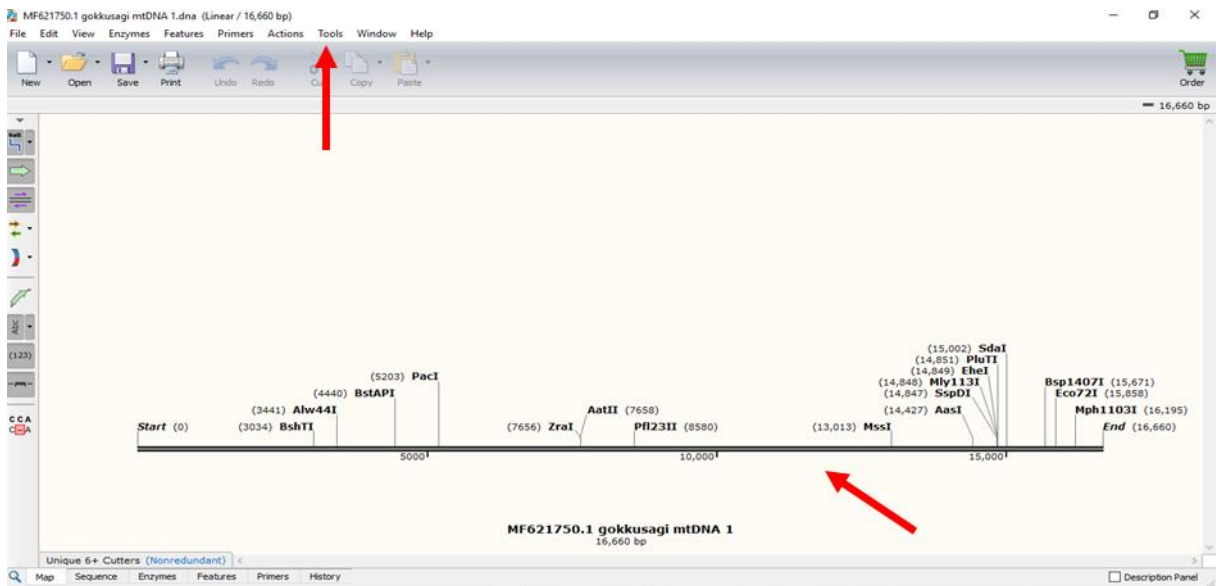 MF621750.1 gokkusagi mtDNA 1.dna (Linear / 16,660 bp)
File Edit View Enzymes Features Primers Actions Tools Window Help
New Open Save Print Undo Redo Copy Paste Order
16,660 bp
(15,002) SdaI
(14,851) PluTI
(14,849) EheI
(5203) PacI (14,848) Mly113I Bsp1407I (15,671)
(4440) BstAPI (14,847) SspDI Eco72I (15,858)
(3441) Alw44I AatII (7658) (14,427) AasI Mph1103I (16,195)
Start (0) (3034) BshTI (7656) ZraI Pfl23II (8580) (13,013) MssI End (16,660)
5000 10,000 15,000
MF621750.1 gokkusagi mtDNA 1
16,660 bp
Abc
(123)
CCA
C A
Unique 6+ Cutters (Nonredundant)
Map Sequence Enzymes Features Primers History Description Panel